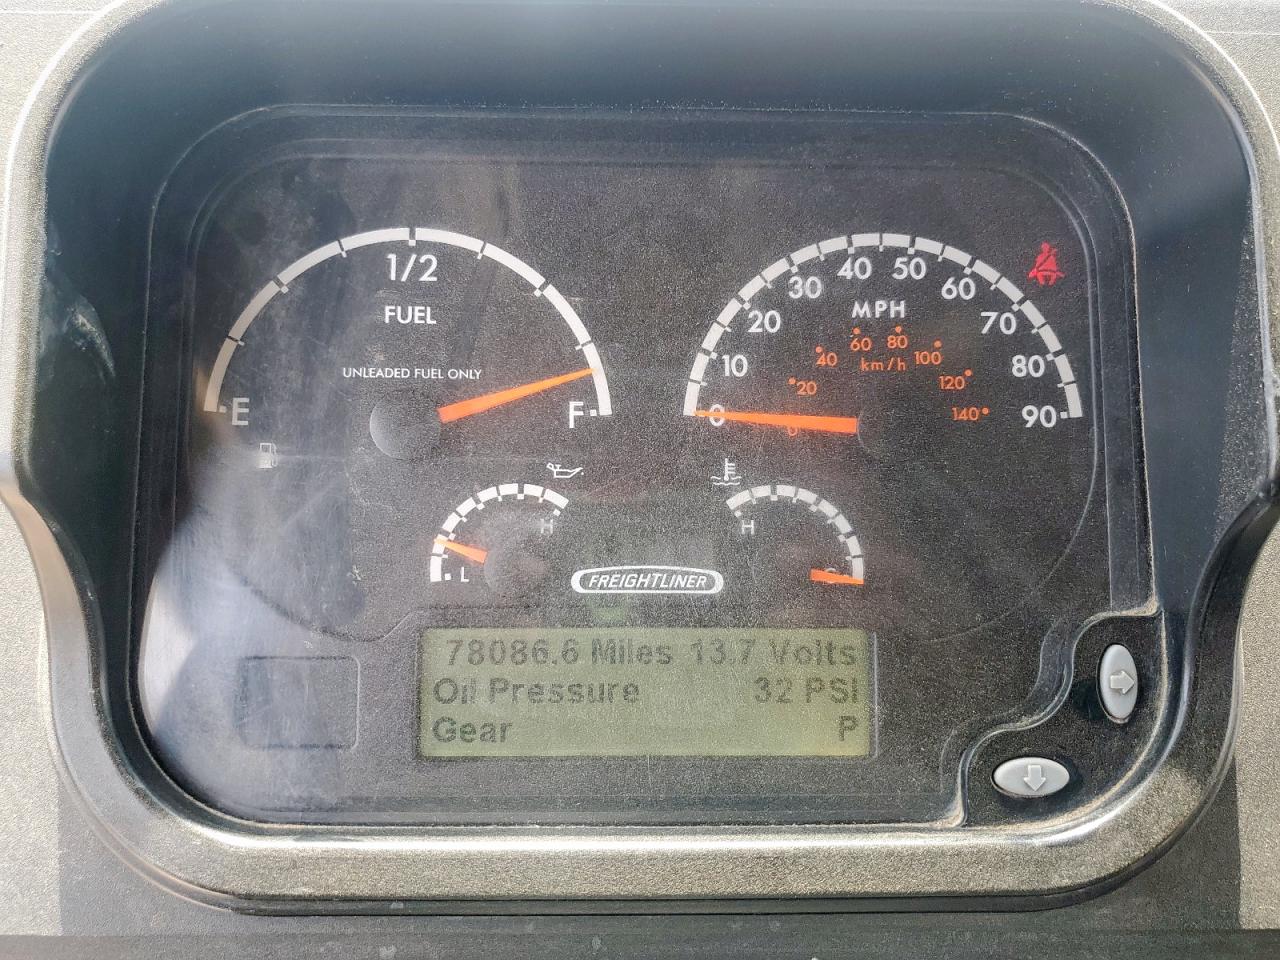 1/2
FUEL
UNLEADED FUEL ONLY
E
F
0
10
20
30
40
50
60
70
80
90
MPH
20
40
60
80
100
120
140
km/h
L
H
H
FREIGHTLINER
78086.6 Miles 13.7 Volts
Oil Pressure 32 PSI
Gear P